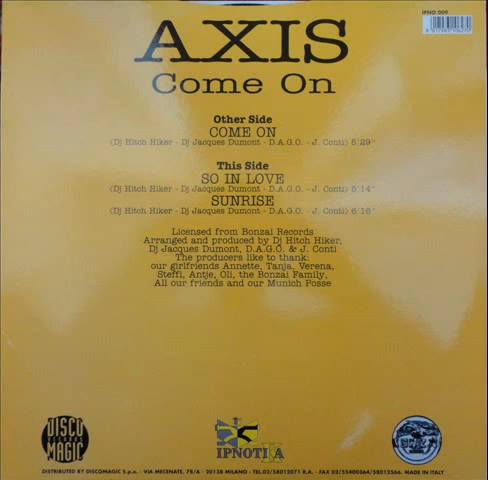 IPNO 009
AXIS
Come On
Other Side
COME ON
(Dj Hitch Hiker - Dj Jacques Dumont - D.A.G.O. - J. Conti) 5'29"
This Side
SO IN LOVE
(Dj Hitch Hiker - Dj Jacques Dumont - D.A.G.O. - J. Conti) 5'14"
SUNRISE
(Dj Hitch Hiker - Dj Jacques Dumont - D.A.G.O. - J. Conti) 6'16"
Licensed from Bonzai Records
Arranged and produced by Dj Hitch Hiker,
Dj Jacques Dumont, D.A.G.O. & J. Conti
The producers like to thank:
our girlfriends Annette, Tanja, Verena,
Steffi, Antje, Oli, the Bonzai Family,
All our friends and our Munich Posse
DISCO
MAGIC
IPNOTIKA
DISTRIBUTED BY DISCOMAGIC S.p.a. - VIA MECENATE, 78/A - 20138 MILANO - TEL.02/58012071 R.A. - FAX 02/55400364/58012566. MADE IN ITALY